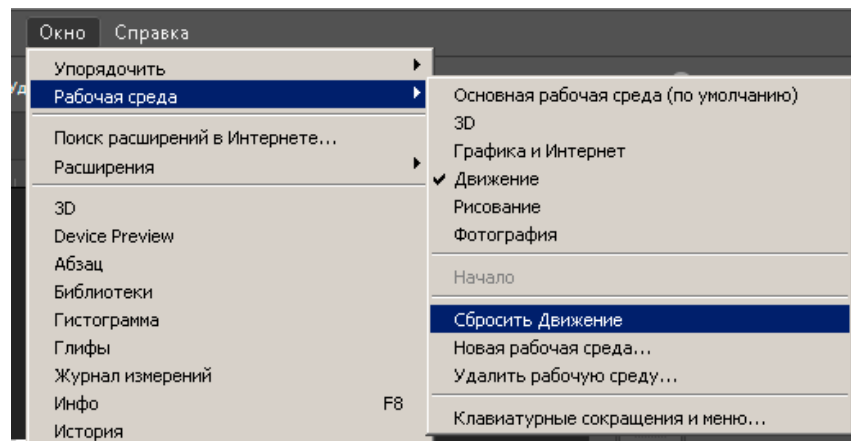 Окно Справка
Упорядочить
Рабочая среда
Поиск расширений в Интернете...
Расширения
3D
Device Preview
Абзац
Библиотеки
Гистограмма
Глифы
Журнал измерений
Инфо F8
История
Основная рабочая среда (по умолчанию)
3D
Графика и Интернет
Движение
Рисование
Фотография
Начало
Сбросить Движение
Новая рабочая среда...
Удалить рабочую среду...
Клавиатурные сокращения и меню...